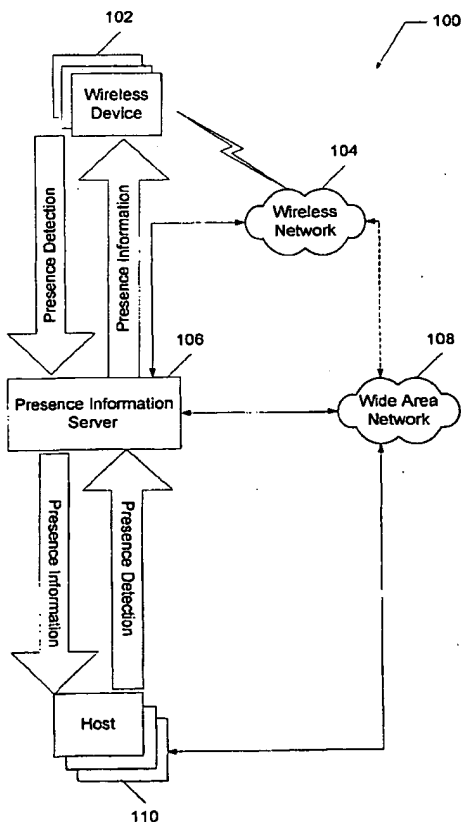 102
100
Wireless
Device
104
Wireless
Network
Presence Detection
Presence Information
106
108
Presence Information
Server
Wide Area
Network
Presence Information
Presence Detection
Host
110